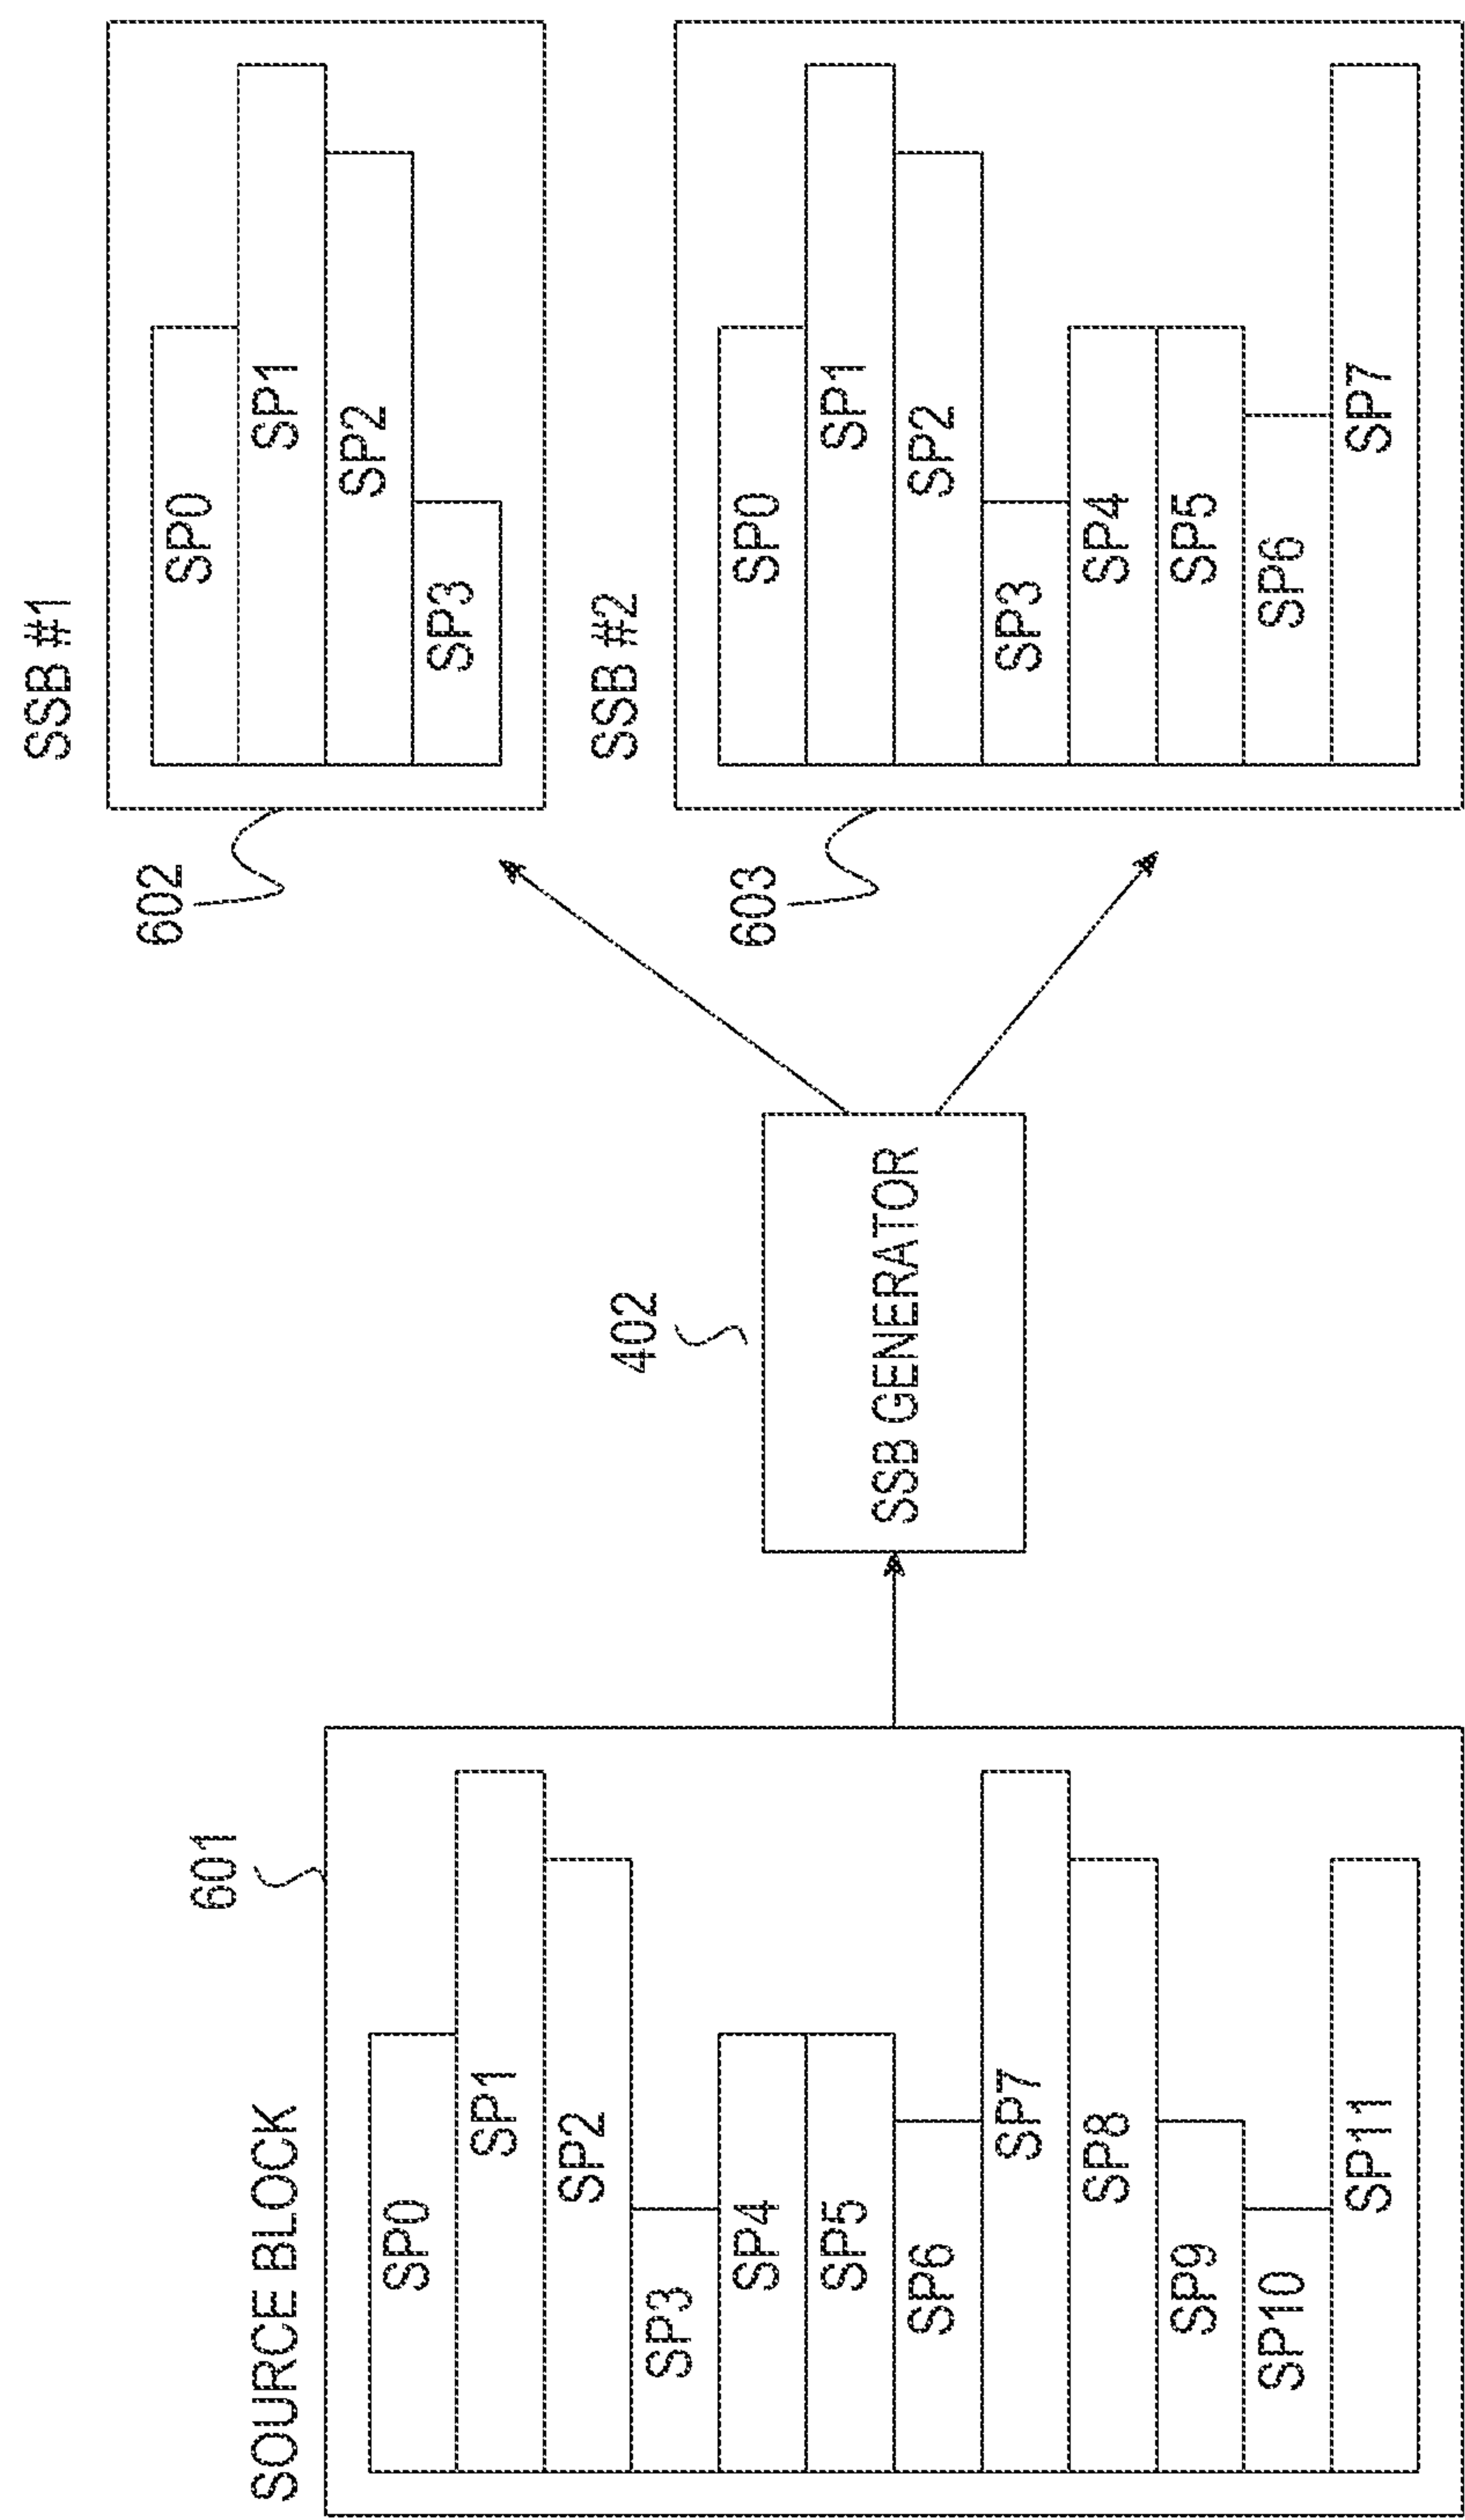 SOURCE BLOCK
601
SP0
SP1
SP2
SP3
SP4
SP5
SP6
SP7
SP8
SP9
SP10
SP11
402
SSB GENERATOR
SSB #1
602
SP0
SP1
SP2
SP3
SSB #2
603
SP0
SP1
SP2
SP3
SP4
SP5
SP6
SP7